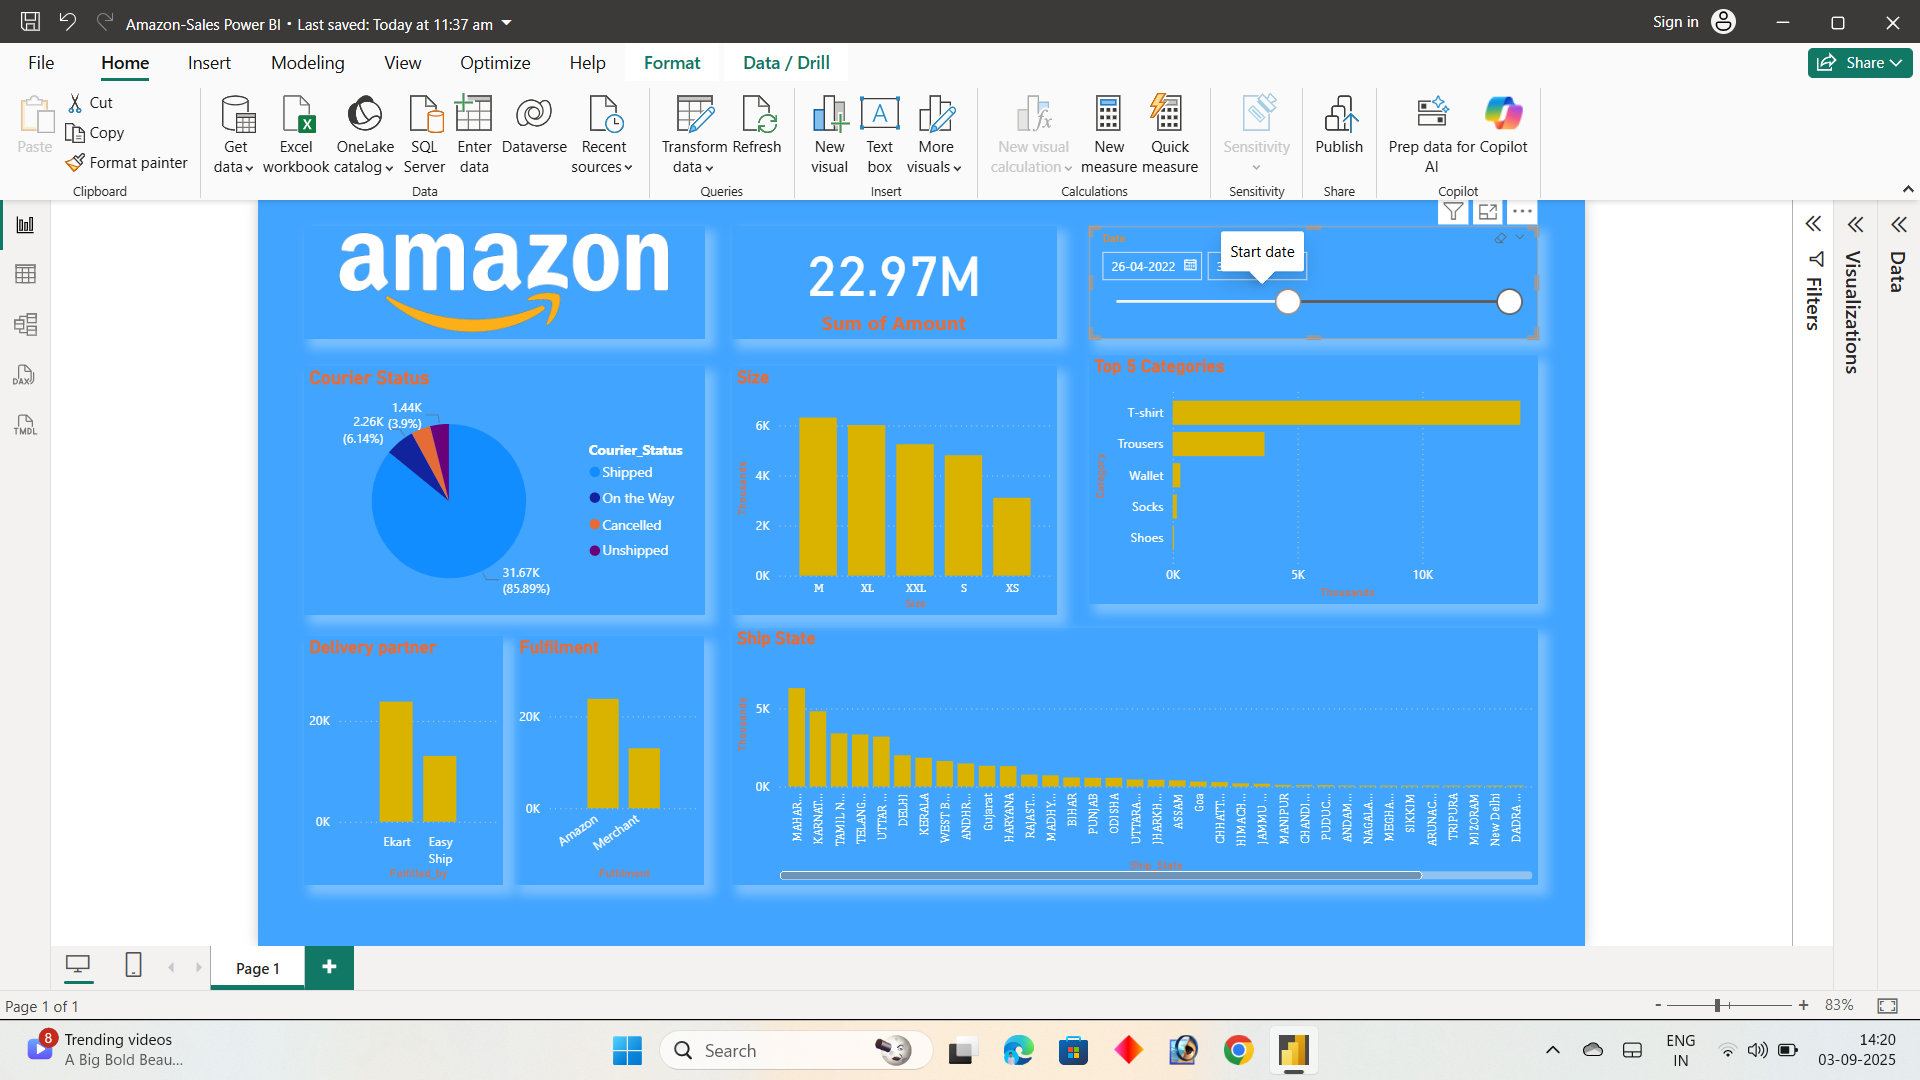 Amazon-Sales Power BI • Last saved: Today at 11:37 am
Sign in
File
Home
Insert
Modeling
View
Optimize
Help
Format
Data / Drill
Share
Paste
Cut
Copy
Format painter
Clipboard
Get data
Excel workbook
OneLake catalog
SQL Server
Enter data
Dataverse
Recent sources
Data
Transform data
Refresh
Queries
New visual
Text box
More visuals
Insert
New visual calculation
New measure
Quick measure
Calculations
Sensitivity
Sensitivity
Publish
Share
Prep data for AI
Copilot
Copilot
amazon
22.97M
Sum of Amount
Date
26-04-2022
Start date
Filters
Visualizations
Data
Courier Status
1.44K
(3.9%)
2.26K
(6.14%)
31.67K
(85.89%)
Courier_Status
Shipped
On the Way
Cancelled
Unshipped
Size
6K
4K
2K
0K
Thousands
M XL XXL S XS
Size
Top 5 Categories
T-shirt
Trousers
Wallet
Socks
Shoes
Category
0K 5K 10K
Thousands
Delivery partner
20K
0K
Ekart
Easy Ship
Fulfilled_by
Fulfilment
20K
0K
Amazon
Merchant
Fulfilment
Ship State
5K
0K
Thousands
MAHAR...
KARNAT...
TAMIL N...
TELANG...
UTTAR ...
DELHI
KERALA
WEST B...
ANDHR...
Gujarat
HARYANA
RAJAST...
MADHY...
BIHAR
PUNJAB
ODISHA
UTTARA...
JHARKH...
ASSAM
Goa
CHHATT...
HIMACH...
JAMMU ...
MANIPUR
CHANDI...
PUDUC...
ANDAM...
NAGALA...
MEGHA...
SIKKIM
ARUNAC...
TRIPURA
MIZORAM
New Delhi
DADRA ...
Ship_State
DAX
TMDL
Page 1
+
Page 1 of 1
- + 83%
8
Trending videos
A Big Bold Beau...
Search
ENG
IN
14:20
03-09-2025